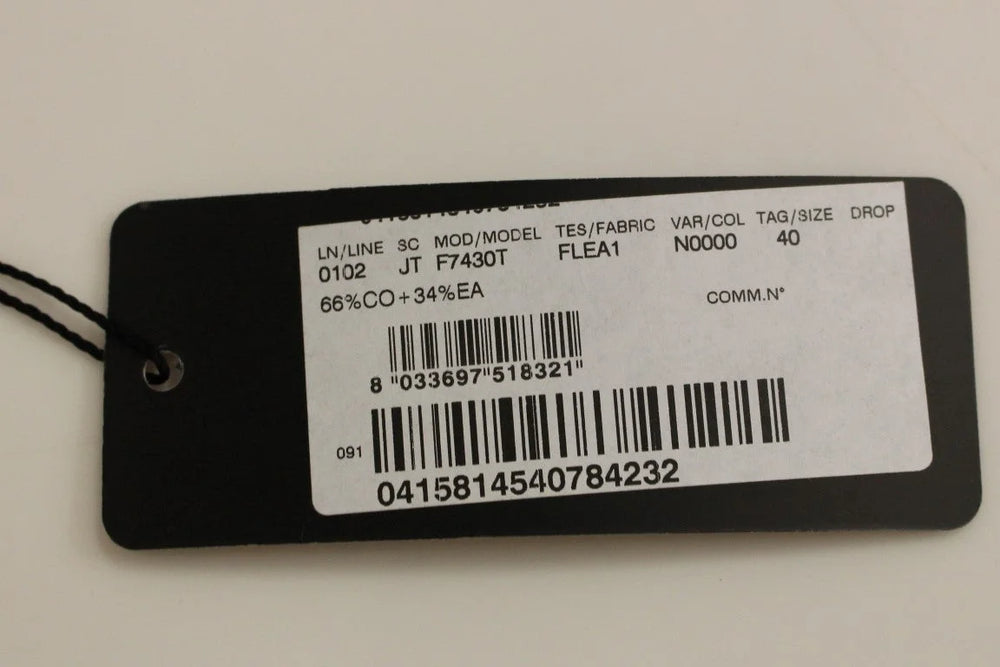 LN/LINE SC MOD/MODEL TES/FABRIC VAR/COL TAG/SIZE DROP
0102 JT F7430T FLEA1 N0000 40
66%CO+34%EA COMM.N°
8 "033697"518321"
091
0415814540784232